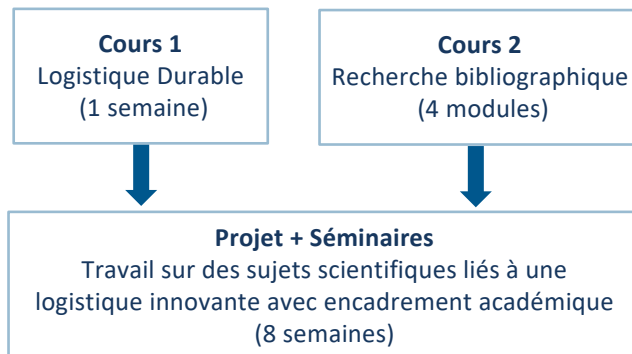 Cours 1
Logistique Durable
(1 semaine)
Cours 2
Recherche bibliographique
(4 modules)
Projet + Séminaires
Travail sur des sujets scientifiques liés à une
logistique innovante avec encadrement académique
(8 semaines)